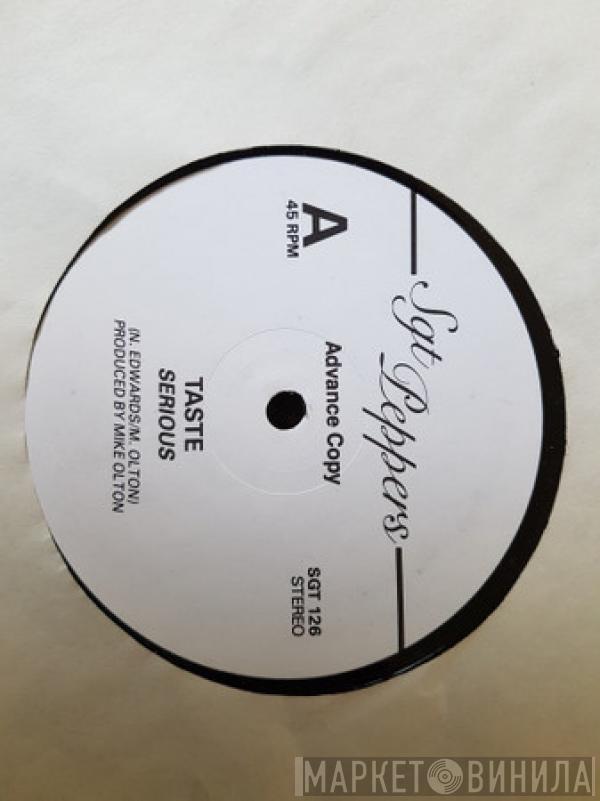 Sgt Peppers
A
45 RPM
Advance Copy
SGT 126
STEREO
TASTE
SERIOUS
(N. EDWARDS/M. OLTON)
PRODUCED BY MIKE OLTON
МАРКЕТ ВИНИЛА